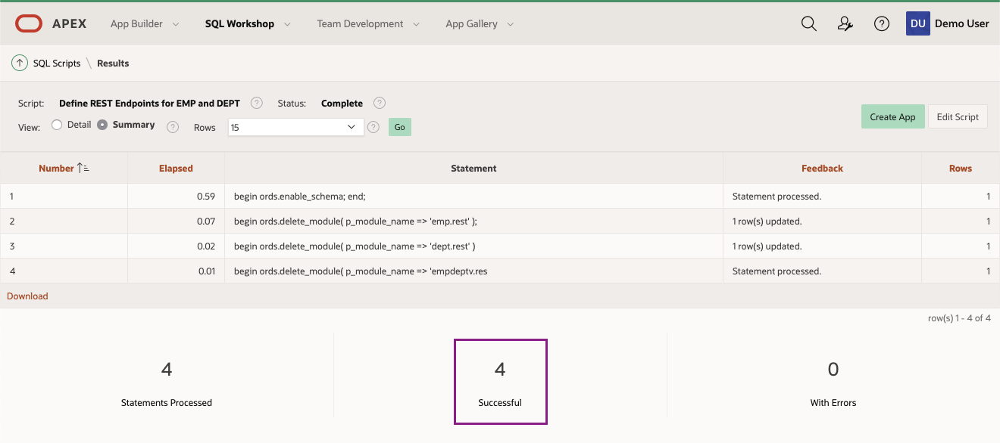 APEX App Builder SQL Workshop Team Development App Gallery DU Demo User
SQL Scripts \ Results
Script: Define REST Endpoints for EMP and DEPT ? Status: Complete ?
Create App Edit Script
View: Detail Summary ? Rows 15 ? Go
Number Elapsed Statement Feedback Rows
1 0.59 begin ords.enable_schema; end; Statement processed. 1
2 0.07 begin ords.delete_module( p_module_name => 'emp.rest' ); 1 row(s) updated. 1
3 0.02 begin ords.delete_module( p_module_name => 'dept.rest' ) 1 row(s) updated. 1
4 0.01 begin ords.delete_module( p_module_name => 'empdeptv.res Statement processed. 1
Download
row(s) 1 - 4 of 4
4 4 0
Statements Processed Successful With Errors